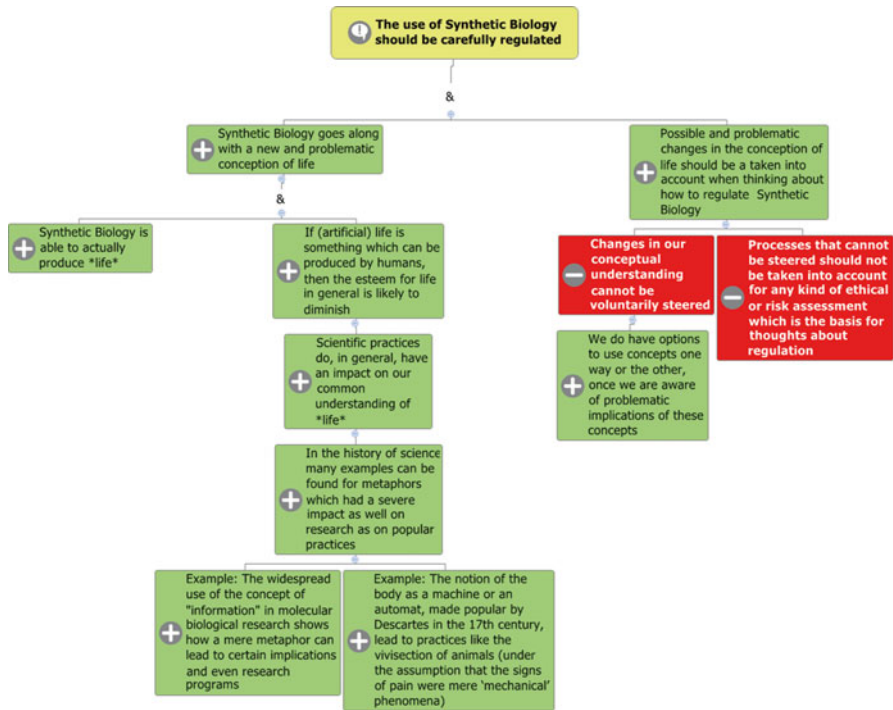 The use of Synthetic Biology
should be carefully regulated
&
Synthetic Biology goes along
with a new and problematic
conception of life
Possible and problematic
changes in the conception of
life should be a taken into
account when thinking about
how to regulate Synthetic
Biology
&
Synthetic Biology is
able to actually
produce *life*
If (artificial) life is
something which can be
produced by humans,
then the esteem for life
in general is likely to
diminish
Changes in our
conceptual
understanding
cannot be
voluntarily steered
Processes that cannot
be steered should not
be taken into account
for any kind of ethical
or risk assessment
which is the basis for
thoughts about
regulation
Scientific practices
do, in general, have
an impact on our
common
understanding of
*life*
We do have options
to use concepts one
way or the other,
once we are aware
of problematic
implications of these
concepts
In the history of science
many examples can be
found for metaphors
which had a severe
impact as well on
research as on popular
practices
Example: The widespread
use of the concept of
"information" in molecular
biological research shows
how a mere metaphor can
lead to certain implications
and even research
programs
Example: The notion of the
body as a machine or an
automat, made popular by
Descartes in the 17th century,
lead to practices like the
vivisection of animals (under
the assumption that the signs
of pain were mere ‘mechanical’
phenomena)